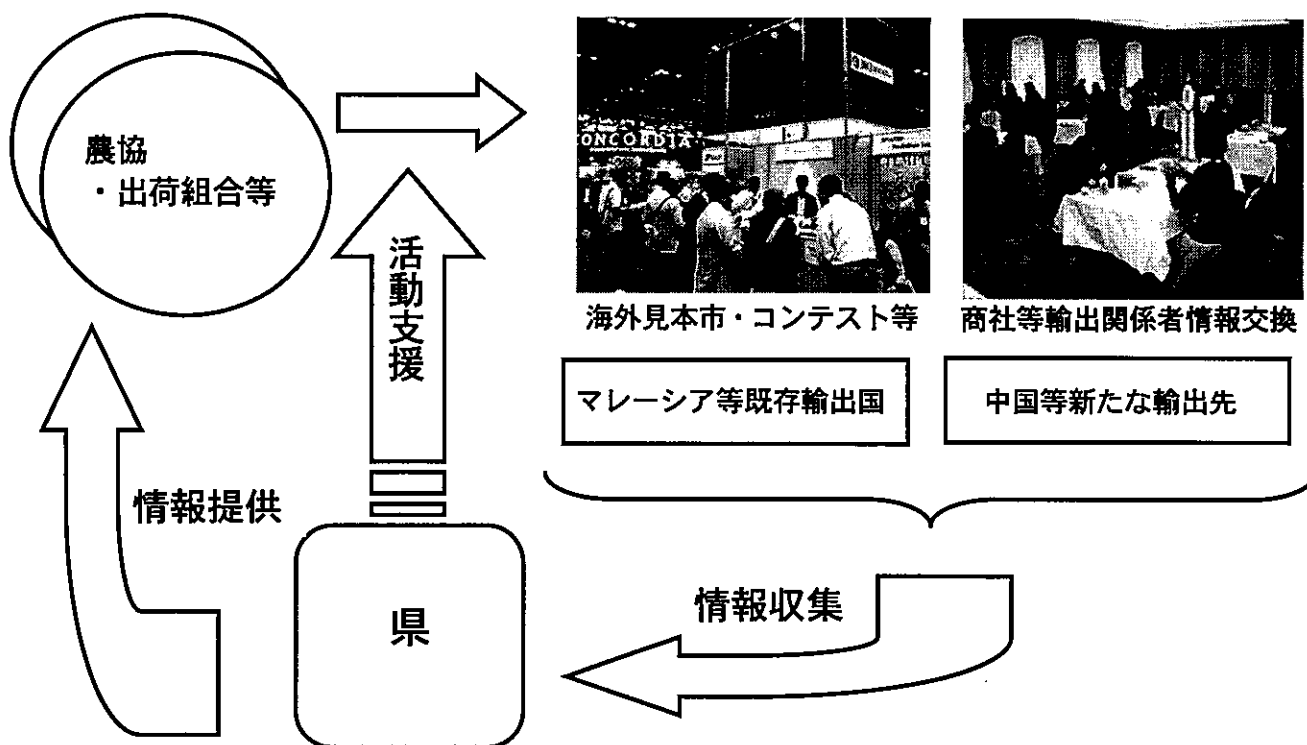 農協
・出荷組合等
CONCORDIA
海外見本市・コンテスト等
商社等輸出関係者情報交換
活動支援
マレーシア等既存輸出国
中国等新たな輸出先
情報提供
情報収集
県